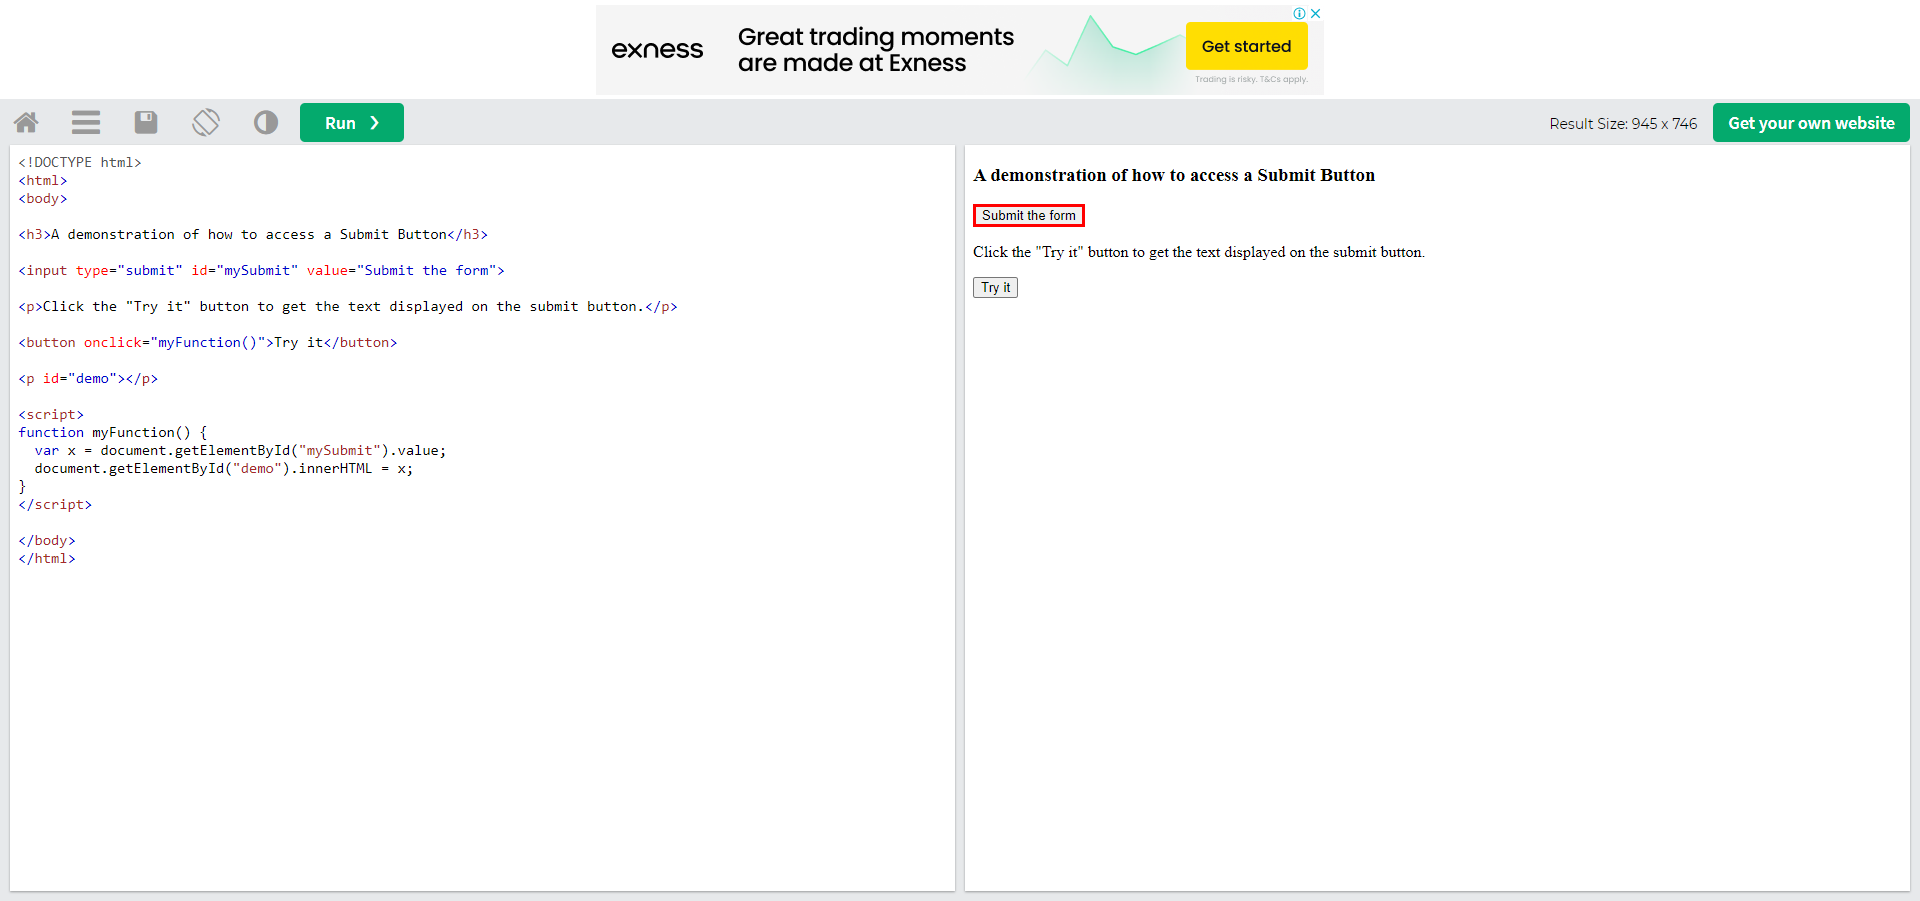 exness
Great trading moments
are made at Exness
Get started
Trading is risky. T&Cs apply.
Run
Result Size: 945 x 746
Get your own website
<!DOCTYPE html>
<html>
<body>
<h3>A demonstration of how to access a Submit Button</h3>
<input type="submit" id="mySubmit" value="Submit the form">
<p>Click the "Try it" button to get the text displayed on the submit button.</p>
<button onclick="myFunction()">Try it</button>
<p id="demo"></p>
<script>
function myFunction() {
  var x = document.getElementById("mySubmit").value;
  document.getElementById("demo").innerHTML = x;
}
</script>
</body>
</html>
A demonstration of how to access a Submit Button
Submit the form
Click the "Try it" button to get the text displayed on the submit button.
Try it